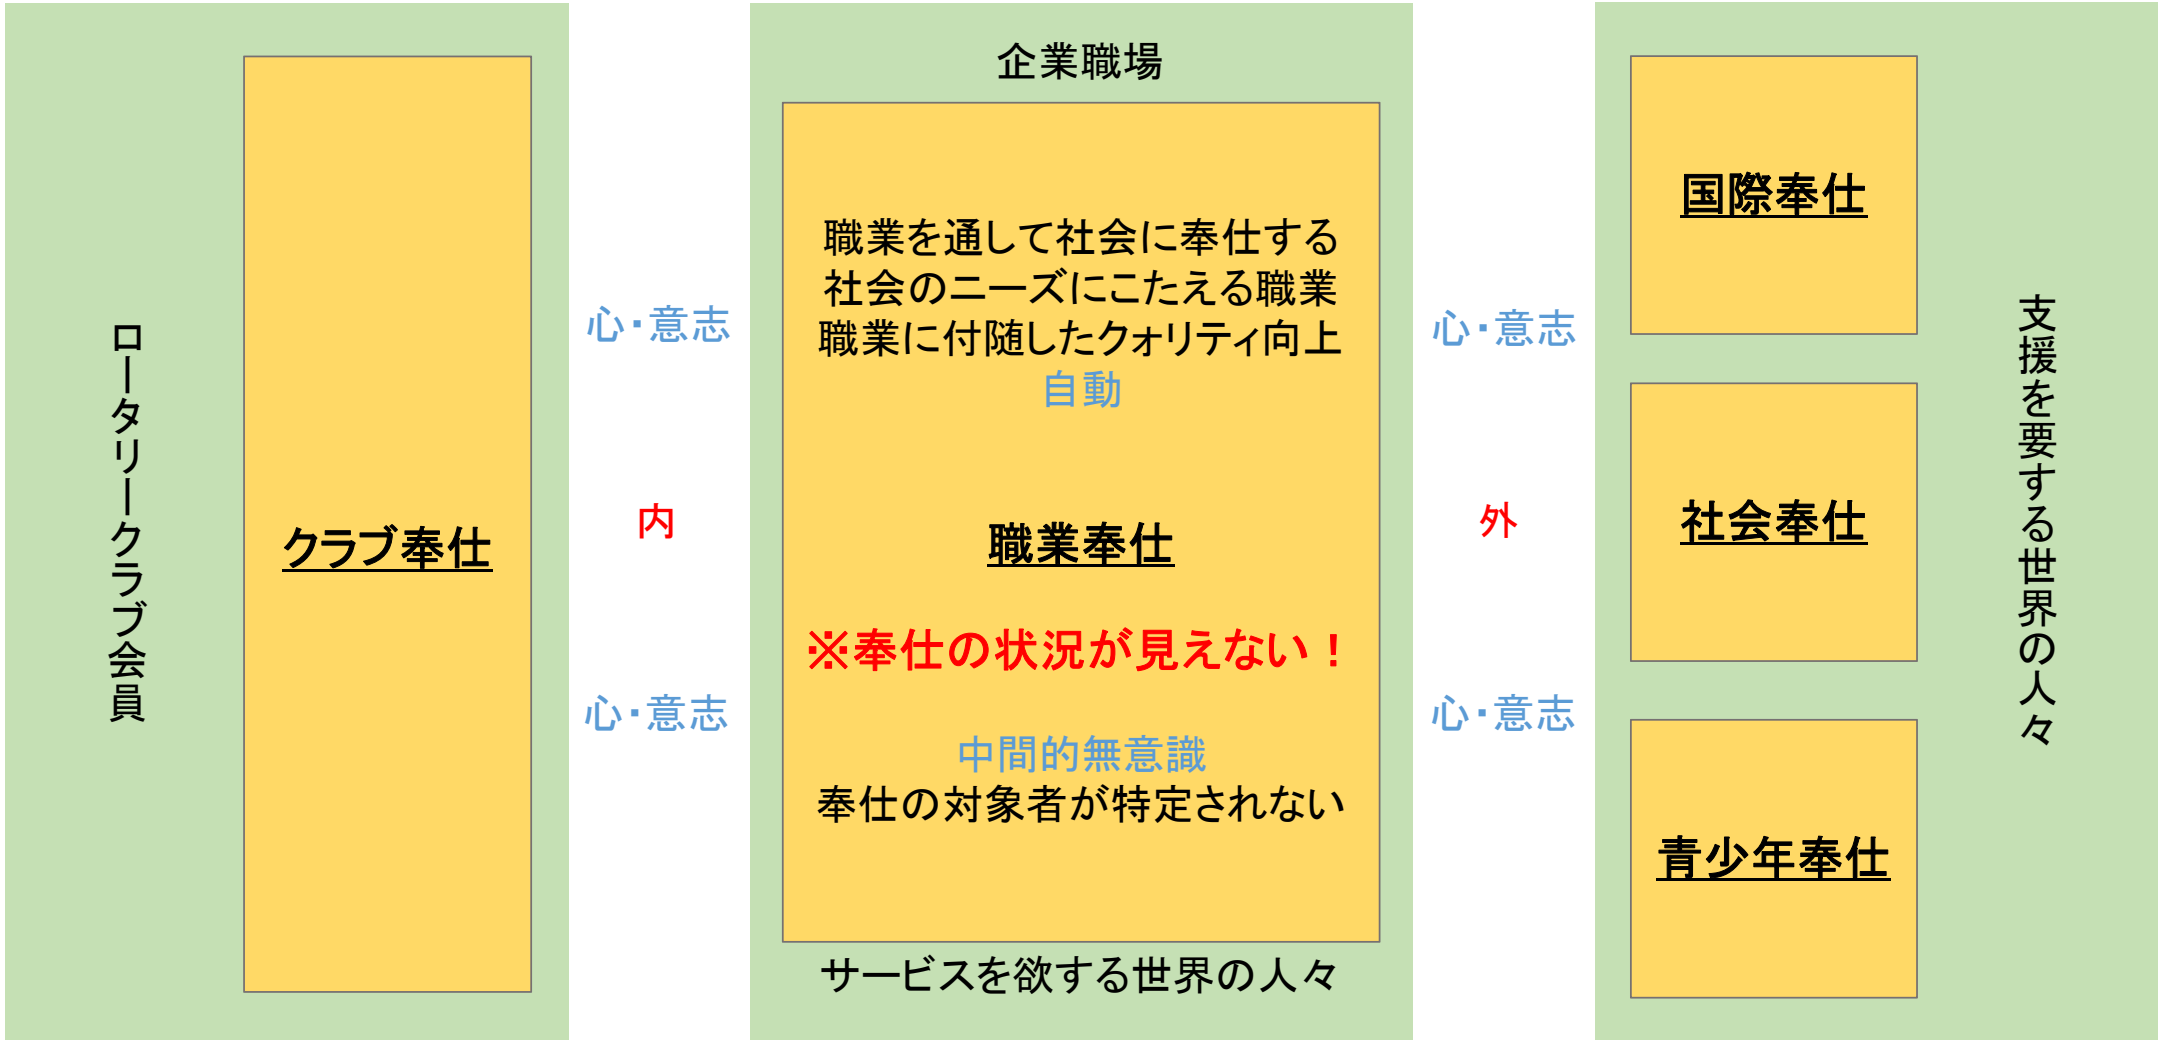 ロータリークラブ会員
クラブ奉仕
心・意志
内
心・意志
企業職場
職業を通して社会に奉仕する
社会のニーズにこたえる職業
職業に付随したクォリティ向上
自動
職業奉仕
※奉仕の状況が見えない！
中間的無意識
奉仕の対象者が特定されない
サービスを欲する世界の人々
心・意志
外
心・意志
国際奉仕
社会奉仕
青少年奉仕
支援を要する世界の人々